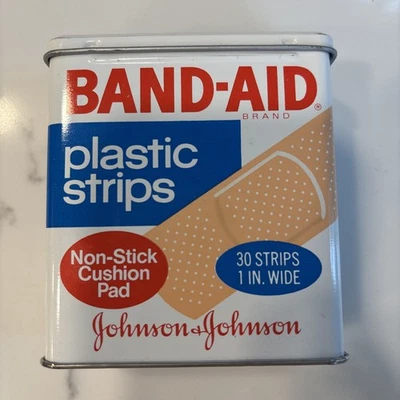 BAND-AID®
BRAND
plastic
strips
Non-Stick
Cushion
Pad
30 STRIPS
1 IN. WIDE
Johnson & Johnson